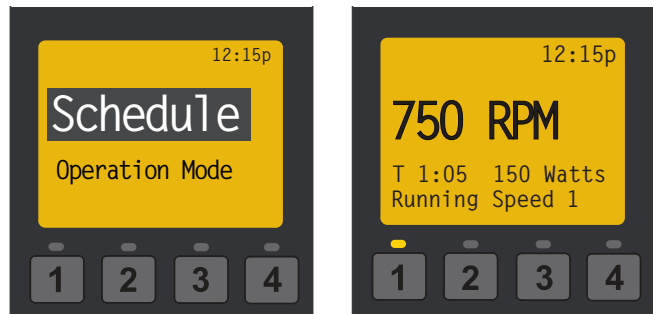 12:15p
Schedule
Operation Mode
1 2 3 4
12:15p
750 RPM
T 1:05 150 Watts
Running Speed 1
1 2 3 4